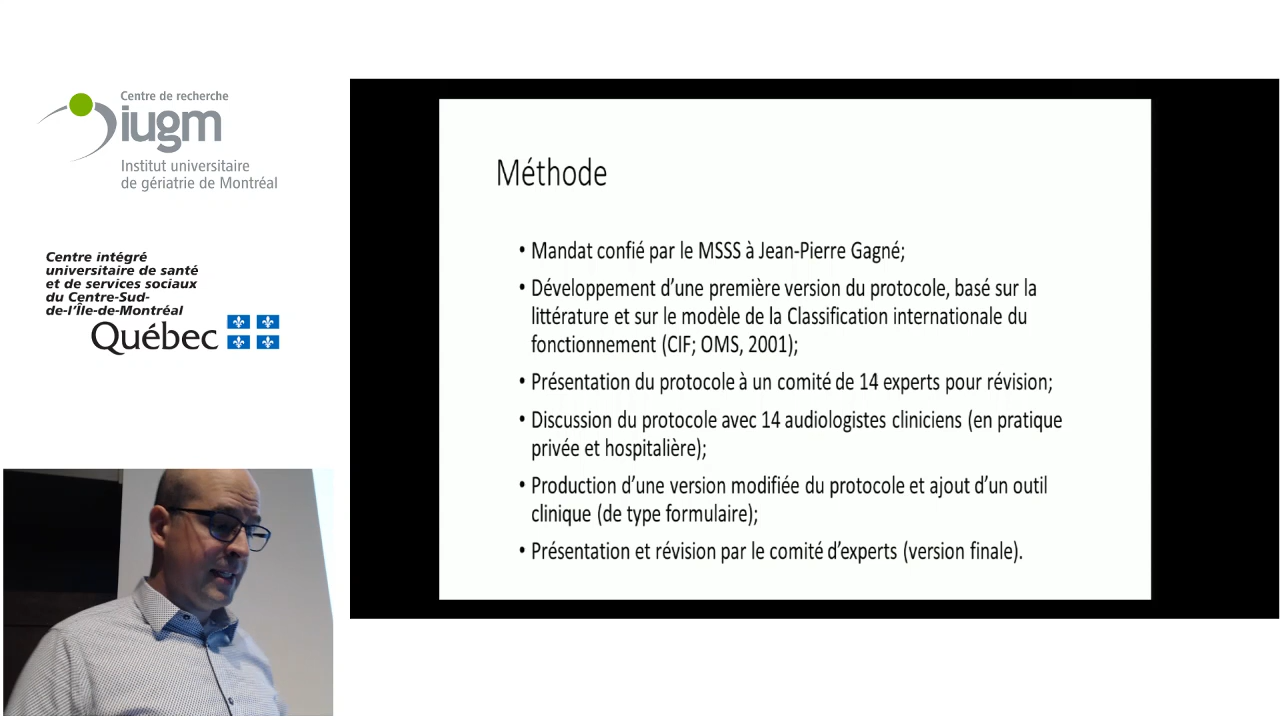 Centre de recherche
iugm
Institut universitaire
de gériatrie de Montréal
Centre intégré
universitaire de santé
et de services sociaux
du Centre-Sud-
de-l'Île-de-Montréal
Québec
Méthode
• Mandat confié par le MSSS à Jean-Pierre Gagné;
• Développement d'une première version du protocole, basé sur la
littérature et sur le modèle de la Classification internationale du
fonctionnement (CIF; OMS, 2001);
• Présentation du protocole à un comité de 14 experts pour révision;
• Discussion du protocole avec 14 audiologistes cliniciens (en pratique
privée et hospitalière);
• Production d'une version modifiée du protocole et ajout d'un outil
clinique (de type formulaire);
• Présentation et révision par le comité d'experts (version finale).